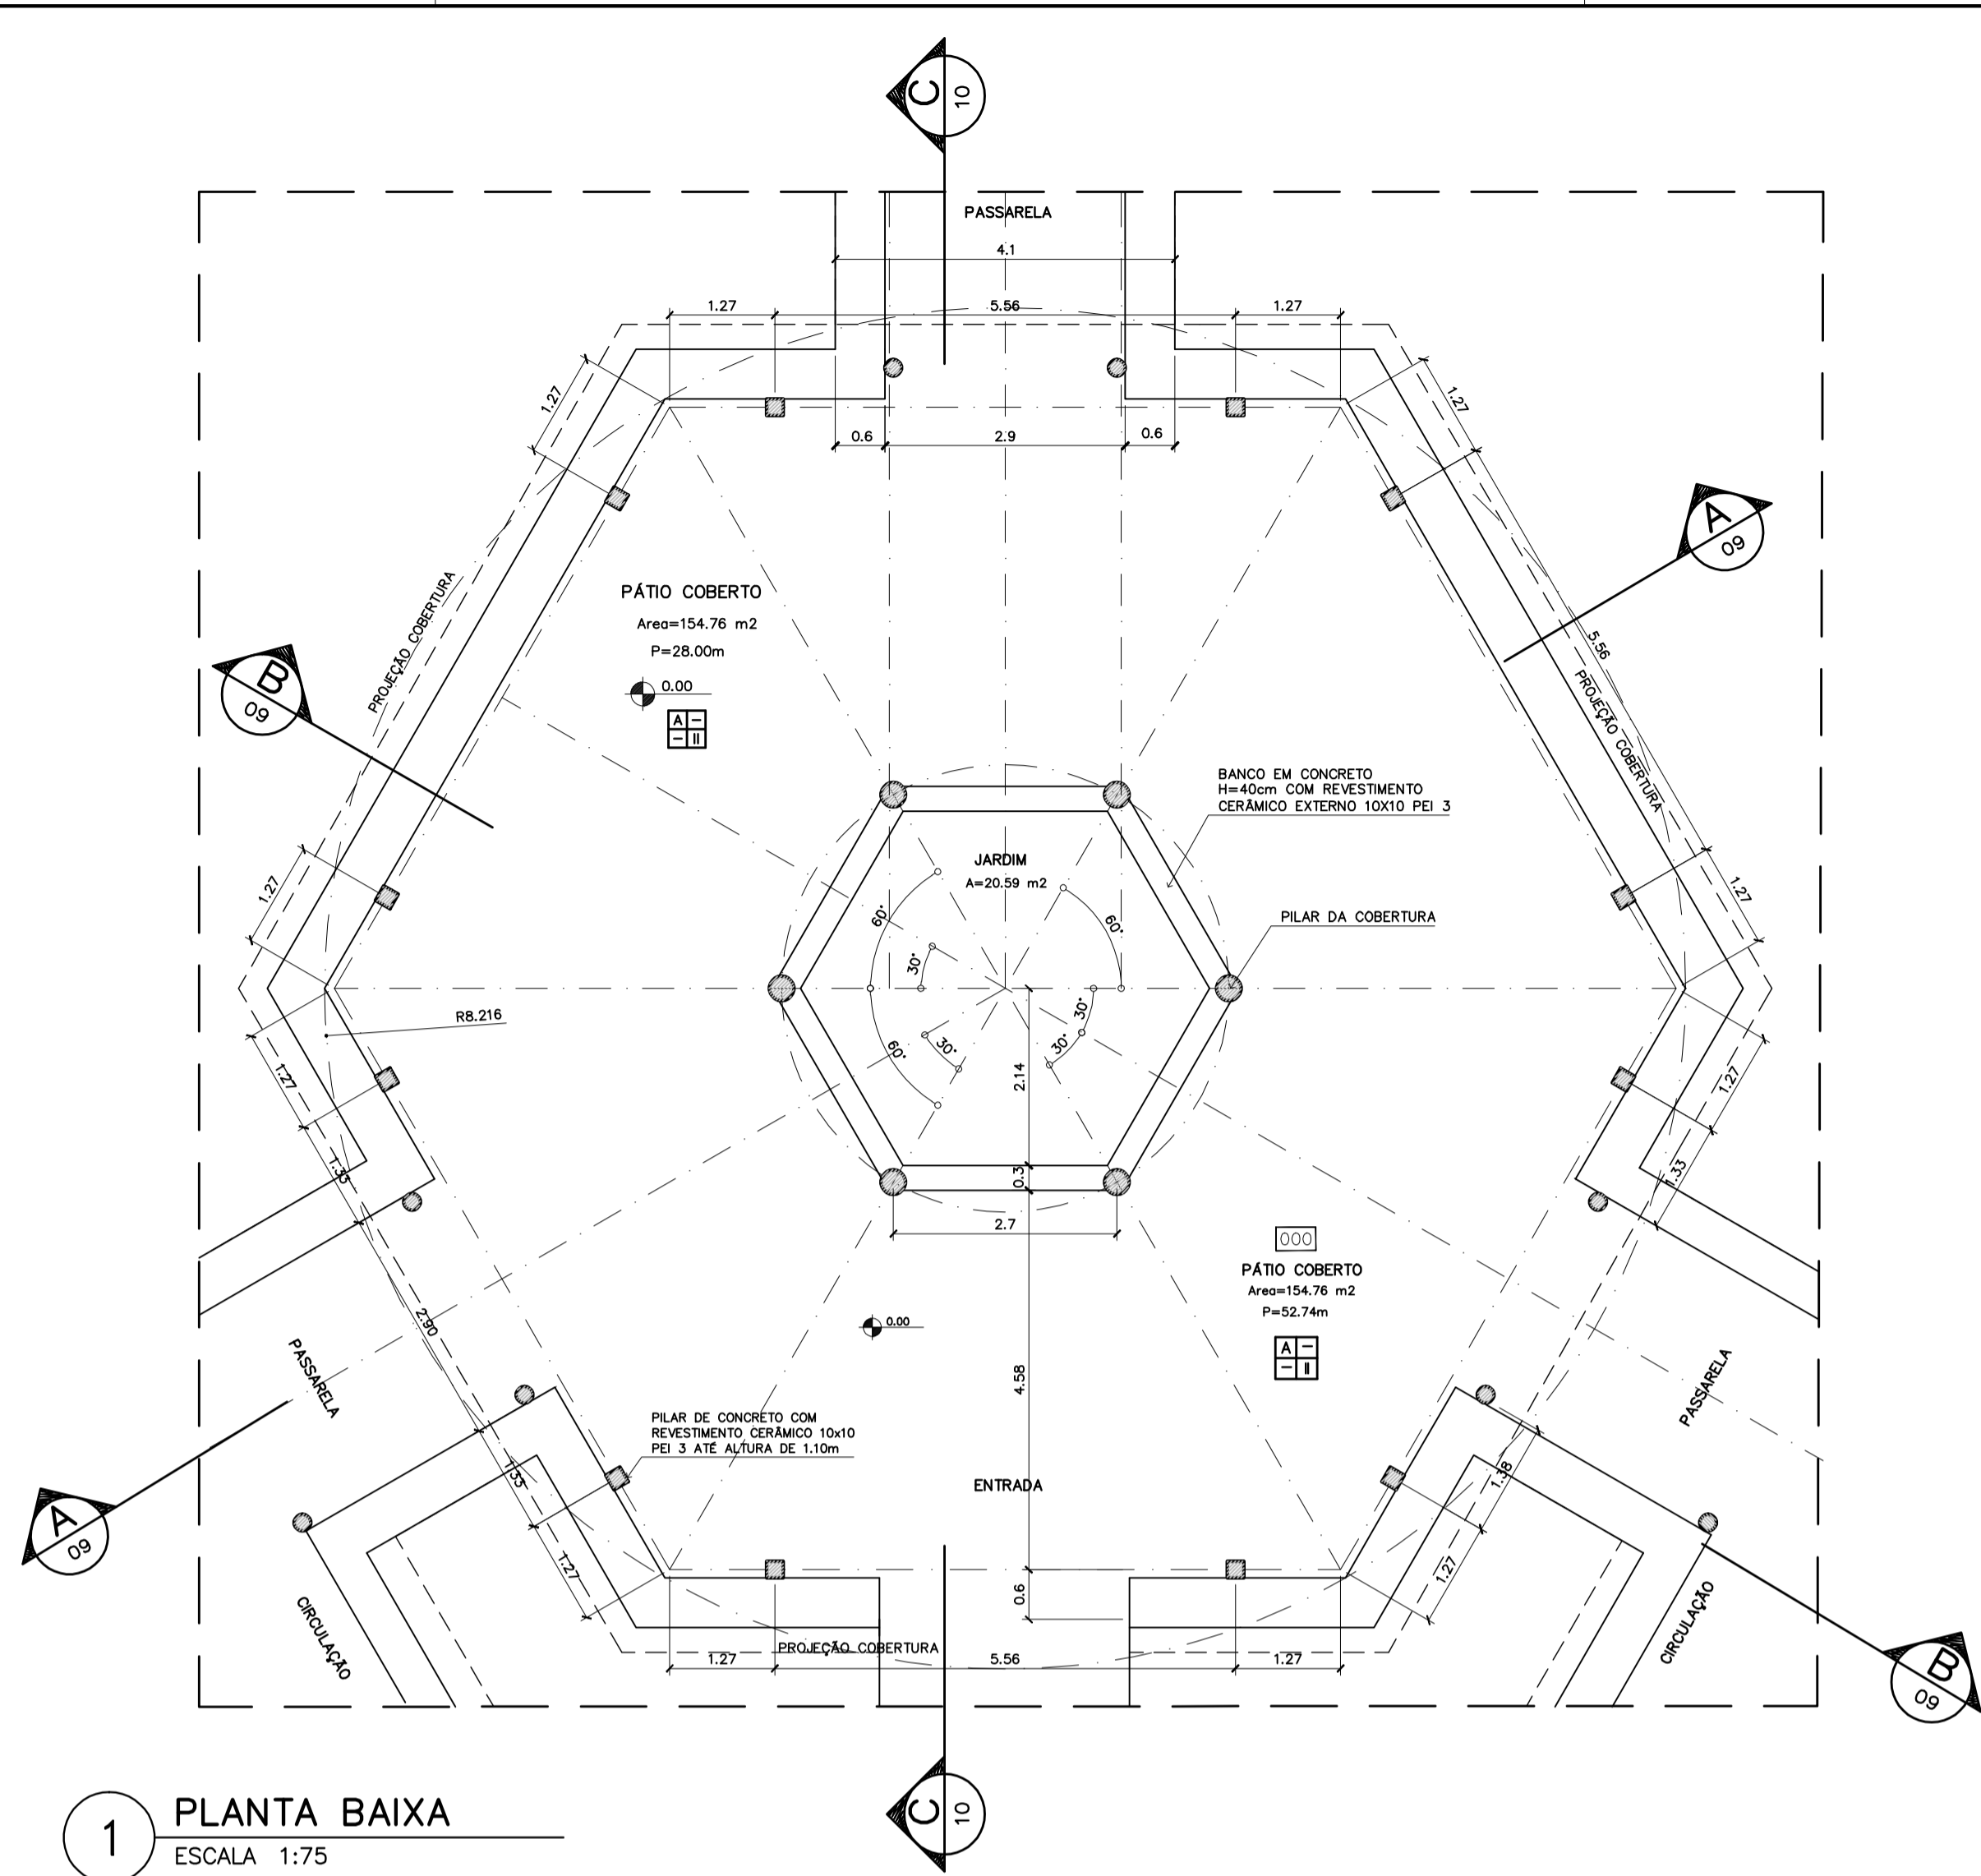 C
10
PASSARELA
4.1
1.27
5.56
1.27
1.27
1.27
0.6
2.9
0.6
A
09
PÁTIO COBERTO
Area=154.76 m2
P=28.00m
0.00
A –
– II
PROJEÇÃO COBERTURA
B
09
5.56
PROJEÇÃO COBERTURA
BANCO EM CONCRETO
H=40cm COM REVESTIMENTO
CERÂMICO EXTERNO 10X10 PEI 3
JARDIM
A=20.59 m2
PILAR DA COBERTURA
1.27
1.27
60°
60°
30°
30°
R8.216
60°
30°
30°
2.14
1.27
1.27
1.33
1.33
0.3
2.7
000
PÁTIO COBERTO
Area=154.76 m2
P=52.74m
A –
– II
0.00
2.90
PASSARELA
PASSARELA
4.58
PILAR DE CONCRETO COM
REVESTIMENTO CERÂMICO 10x10
PEI 3 ATÉ ALTURA DE 1.10m
ENTRADA
1.33
1.38
A
09
1.27
1.27
0.6
CIRCULAÇÃO
CIRCULAÇÃO
PROJEÇÃO COBERTURA
1.27
5.56
1.27
B
09
C
10
1
PLANTA BAIXA
ESCALA 1:75